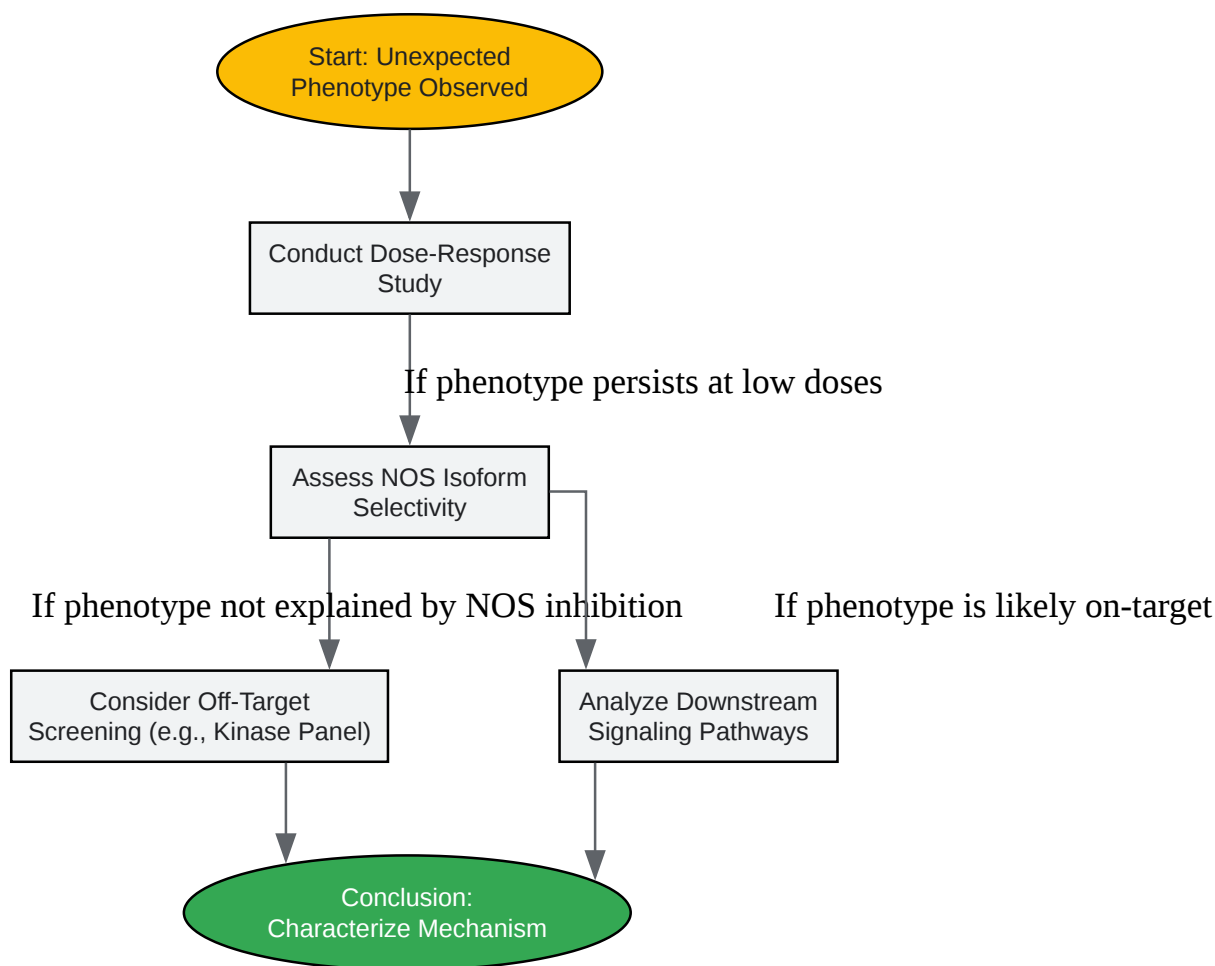 Start: Unexpected
Phenotype Observed
Conduct Dose-Response
Study
If phenotype persists at low doses
Assess NOS Isoform
Selectivity
If phenotype not explained by NOS inhibition
If phenotype is likely on-target
Consider Off-Target
Screening (e.g., Kinase Panel)
Analyze Downstream
Signaling Pathways
Conclusion:
Characterize Mechanism